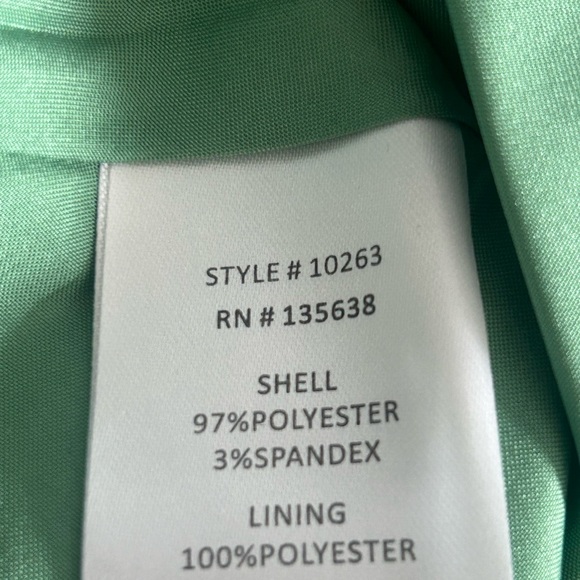 STYLE # 10263
RN # 135638
SHELL
97%POLYESTER
3%SPANDEX
LINING
100%POLYESTER